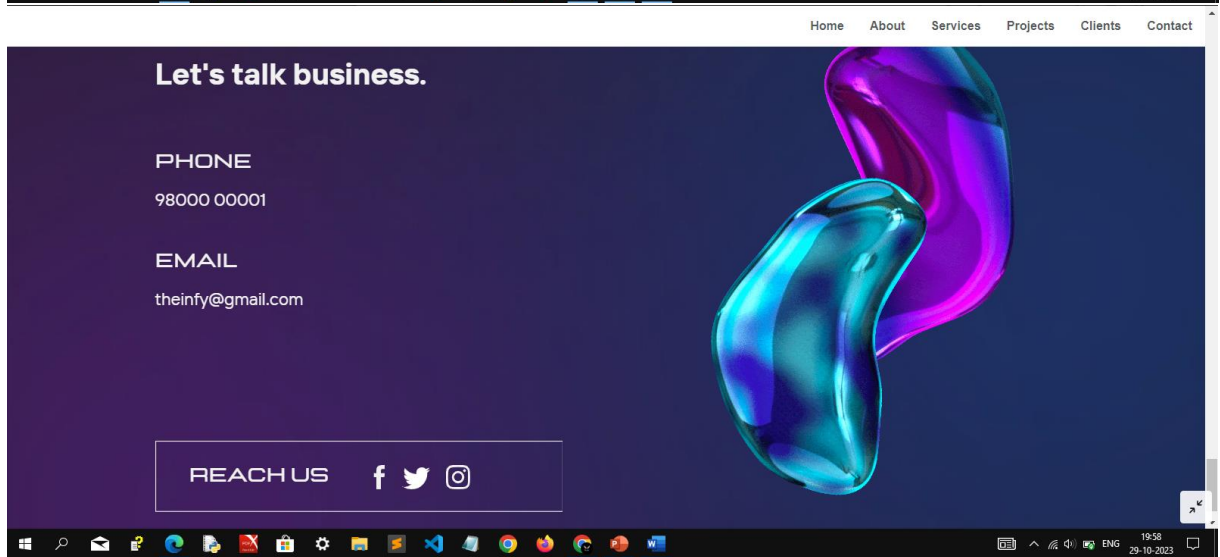 Home About Services Projects Clients Contact
Let's talk business.
PHONE
98000 00001
EMAIL
theinfy@gmail.com
REACH US
ENG
19:58
29-10-2023